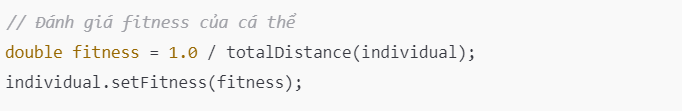 // Đánh giá fitness của cá thể
double fitness = 1.0 / totalDistance(individual);
individual.setFitness(fitness);